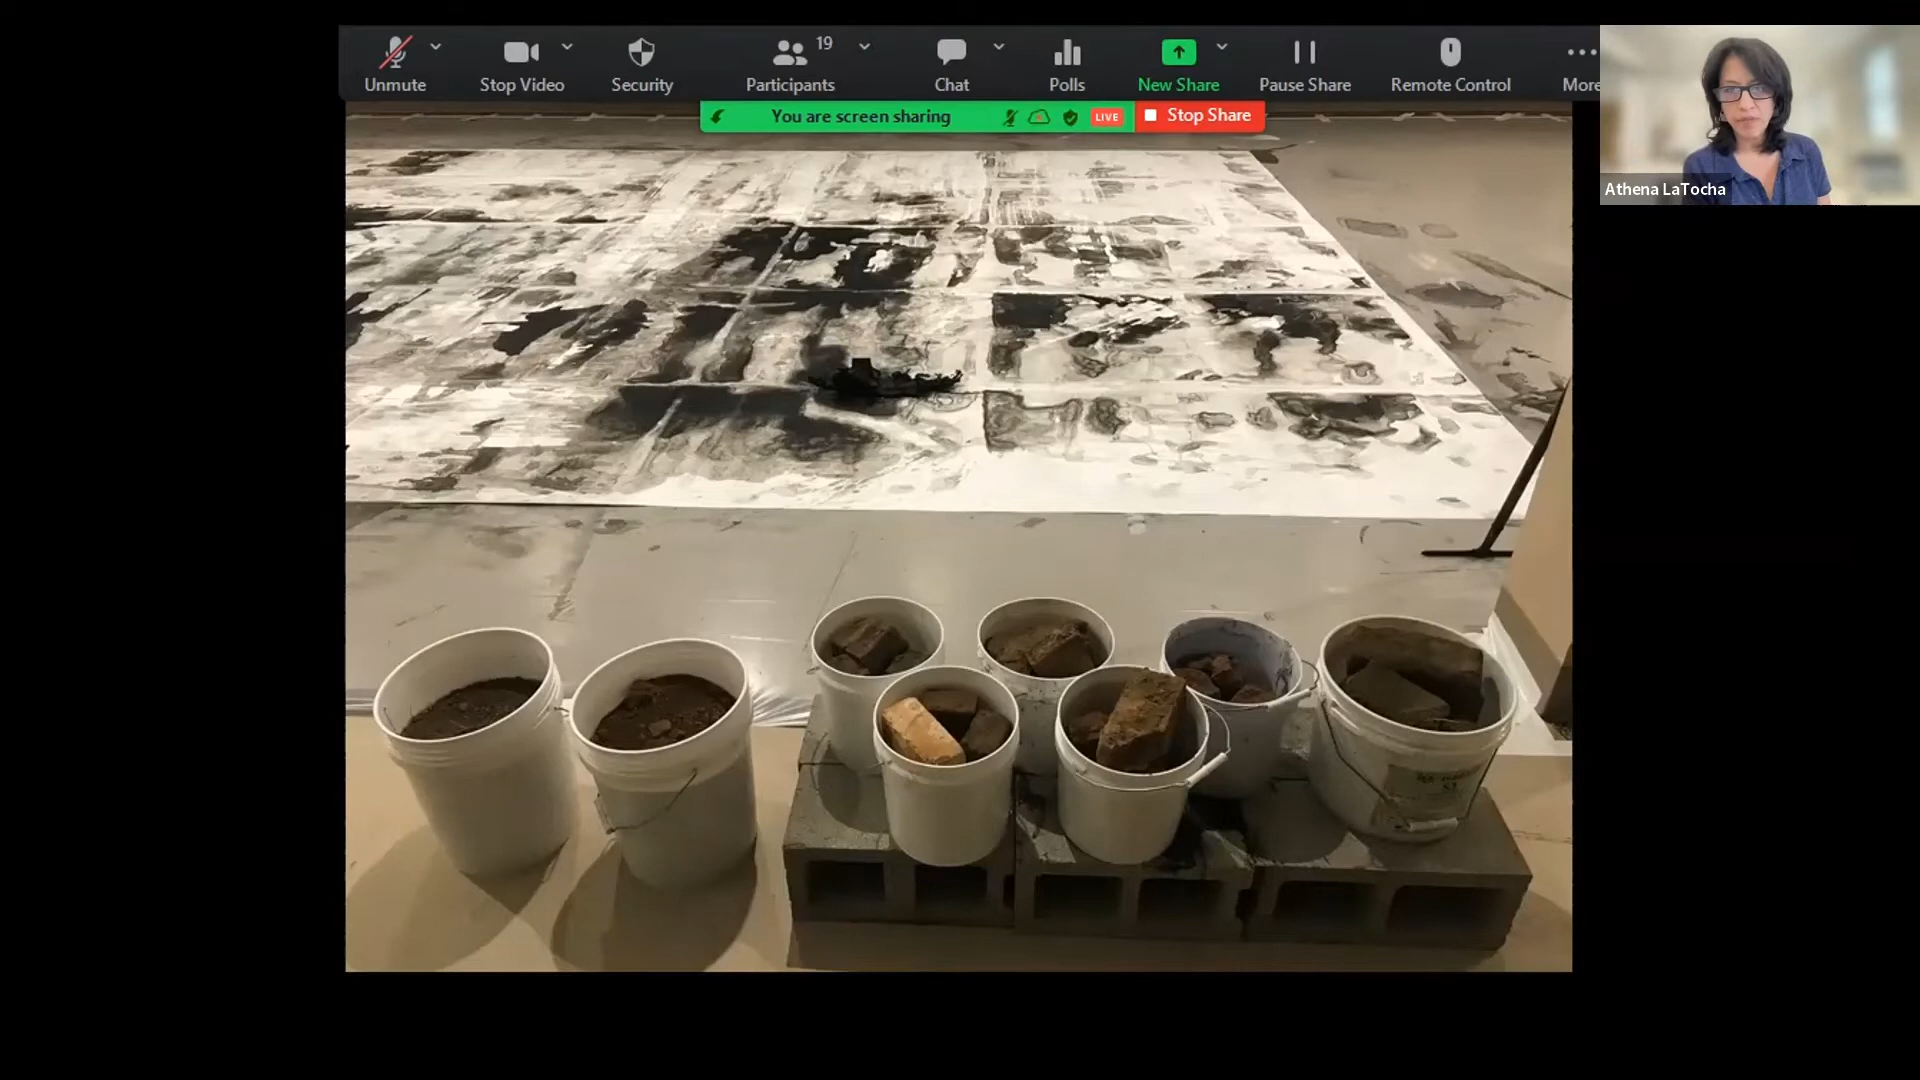 19
Unmute Stop Video Security Participants Chat Polls New Share Pause Share Remote Control More
You are screen sharing LIVE Stop Share
Athena LaTocha